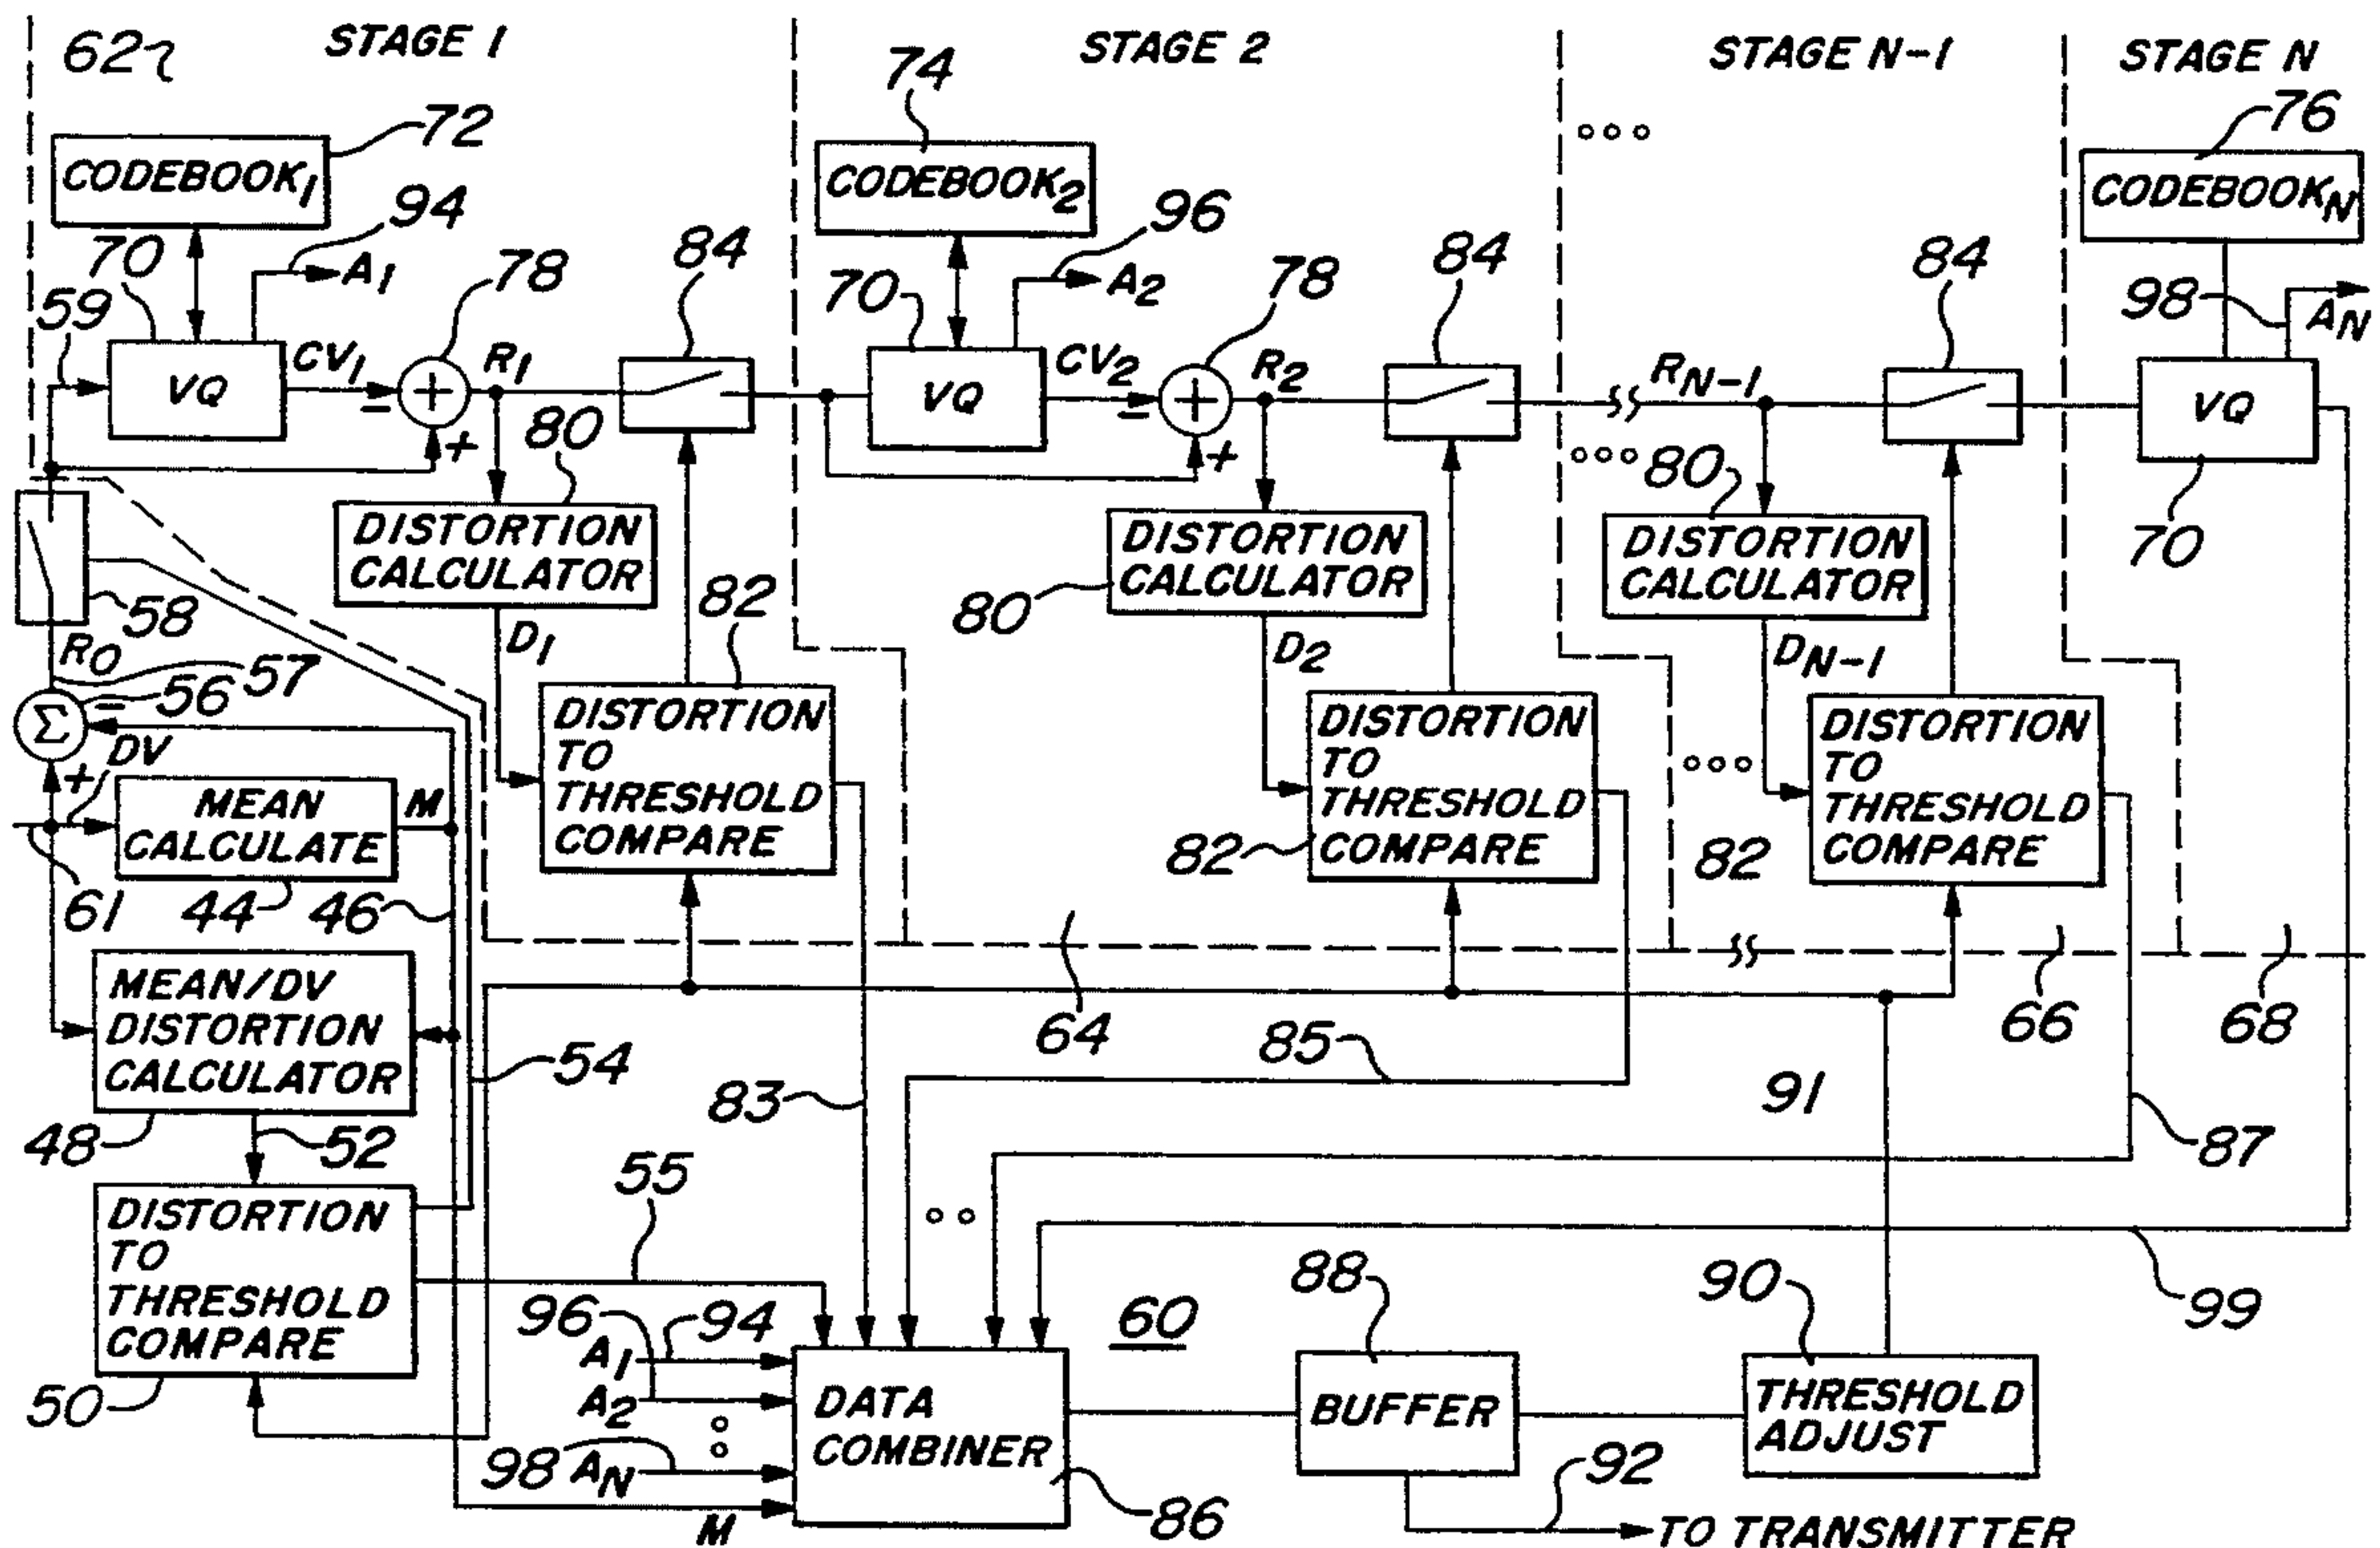 62
STAGE 1
STAGE 2
STAGE N-1
STAGE N
72
74
76
CODEBOOK1
CODEBOOK2
CODEBOOKN
94
96
98
70
A1
78
84
70
A2
78
84
84
AN
59
VQ
CV1
R1
VQ
CV2
R2
RN-1
VQ
70
- +
- +
80
DISTORTION
CALCULATOR
80
DISTORTION
CALCULATOR
80
DISTORTION
CALCULATOR
58
R0
57
56
-
Σ
DV
+
D1
82
D2
DN-1
DISTORTION
TO
THRESHOLD
COMPARE
82
DISTORTION
TO
THRESHOLD
COMPARE
82
DISTORTION
TO
THRESHOLD
COMPARE
MEAN
CALCULATE
M
61
44
46
MEAN/DV
DISTORTION
CALCULATOR
48
52
54
64
66
68
83
85
91
87
55
99
DISTORTION
TO
THRESHOLD
COMPARE
50
96
94
A1
A2
98
AN
M
60
DATA
COMBINER
86
88
BUFFER
90
THRESHOLD
ADJUST
92
TO TRANSMITTER